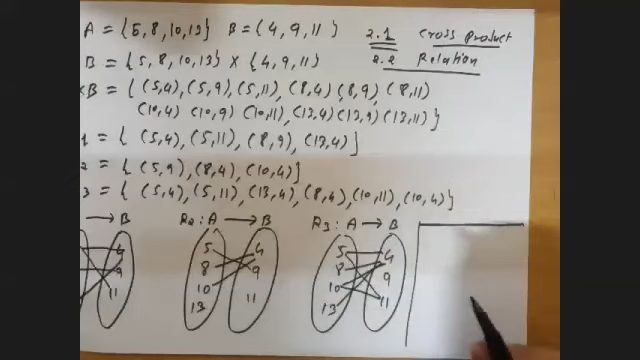 A = {5,8,10,13} B = {4,9,11}
2.1 Cross Product
2.2 Relation
B = {5,8,10,13} X {4,9,11}
XB = { (5,4), (5,9), (5,11), (8,4) (8,9), (8,11)
(10,4) (10,9) (10,11), (13,4) (13,9) (13,11)}
1 = { (5,4), (5,11), (8,9), (13,4)}
2 = { (5,9), (8,4), (10,4)}
3 = { (5,4), (5,11), (13,4), (8,4), (10,11), (10,4)}
→ B R2 : A → B R3 : A → B
4 5 4 5 4
9 8 9 8 9
11 10 11 10 11
13 13